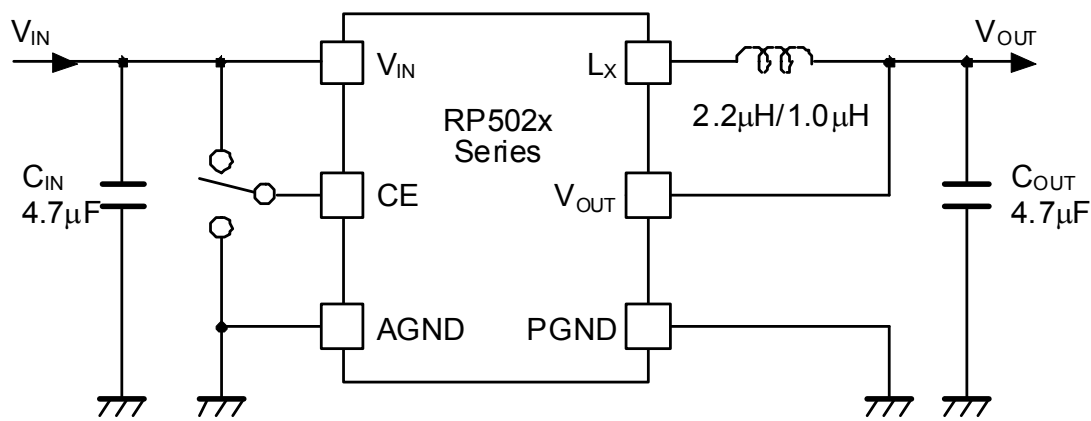 VIN
VOUT
VIN
LX
RP502x
Series
2.2μH/1.0μH
CIN
4.7μF
CE
VOUT
COUT
4.7μF
AGND
PGND